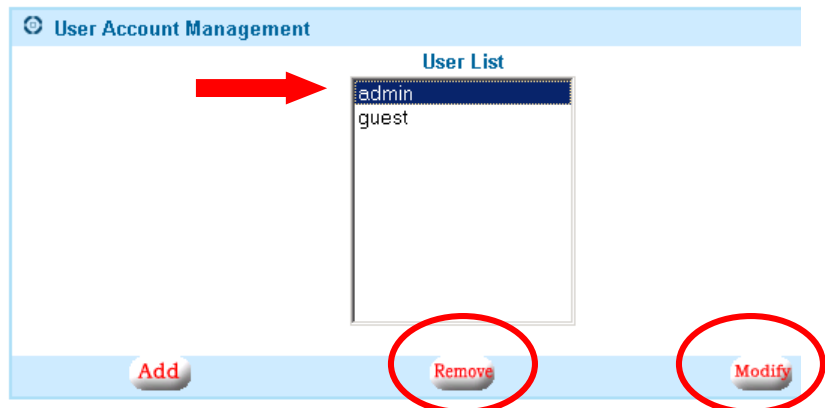 User Account Management
User List
admin
guest
Add
Remove
Modify